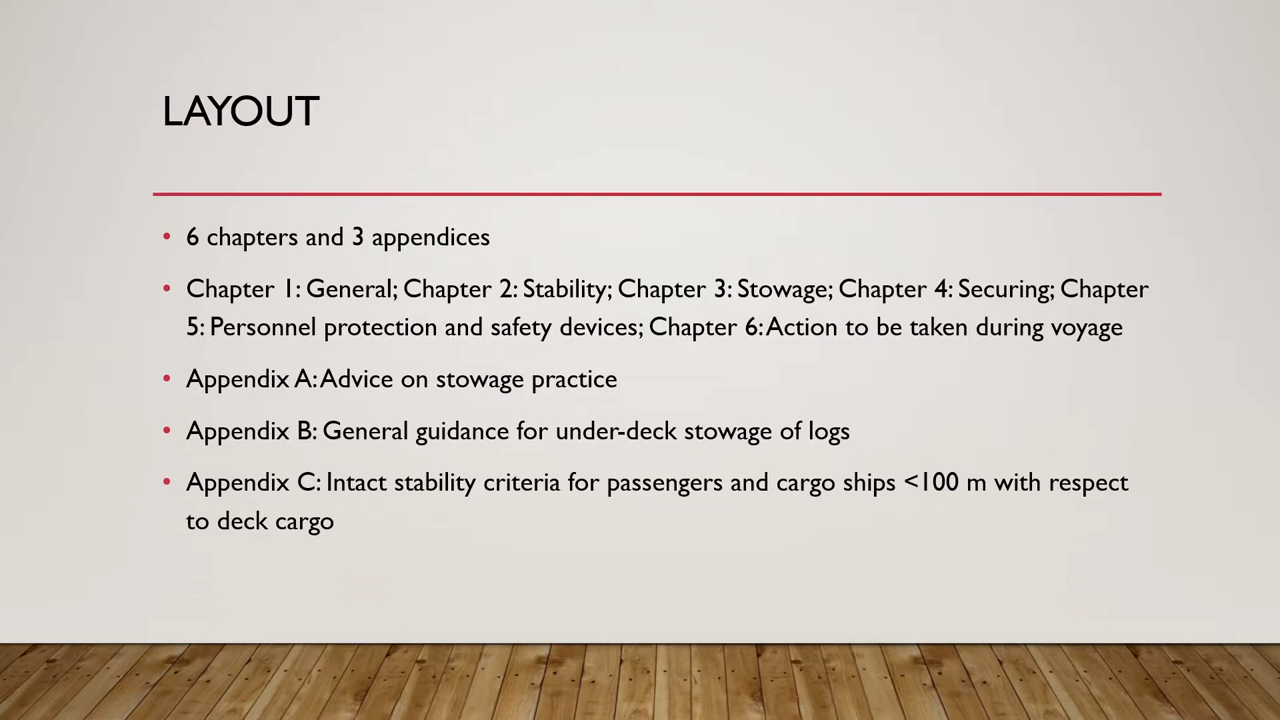 LAYOUT
• 6 chapters and 3 appendices
• Chapter 1: General; Chapter 2: Stability; Chapter 3: Stowage; Chapter 4: Securing; Chapter
5: Personnel protection and safety devices; Chapter 6: Action to be taken during voyage
• Appendix A: Advice on stowage practice
• Appendix B: General guidance for under-deck stowage of logs
• Appendix C: Intact stability criteria for passengers and cargo ships <100 m with respect
to deck cargo